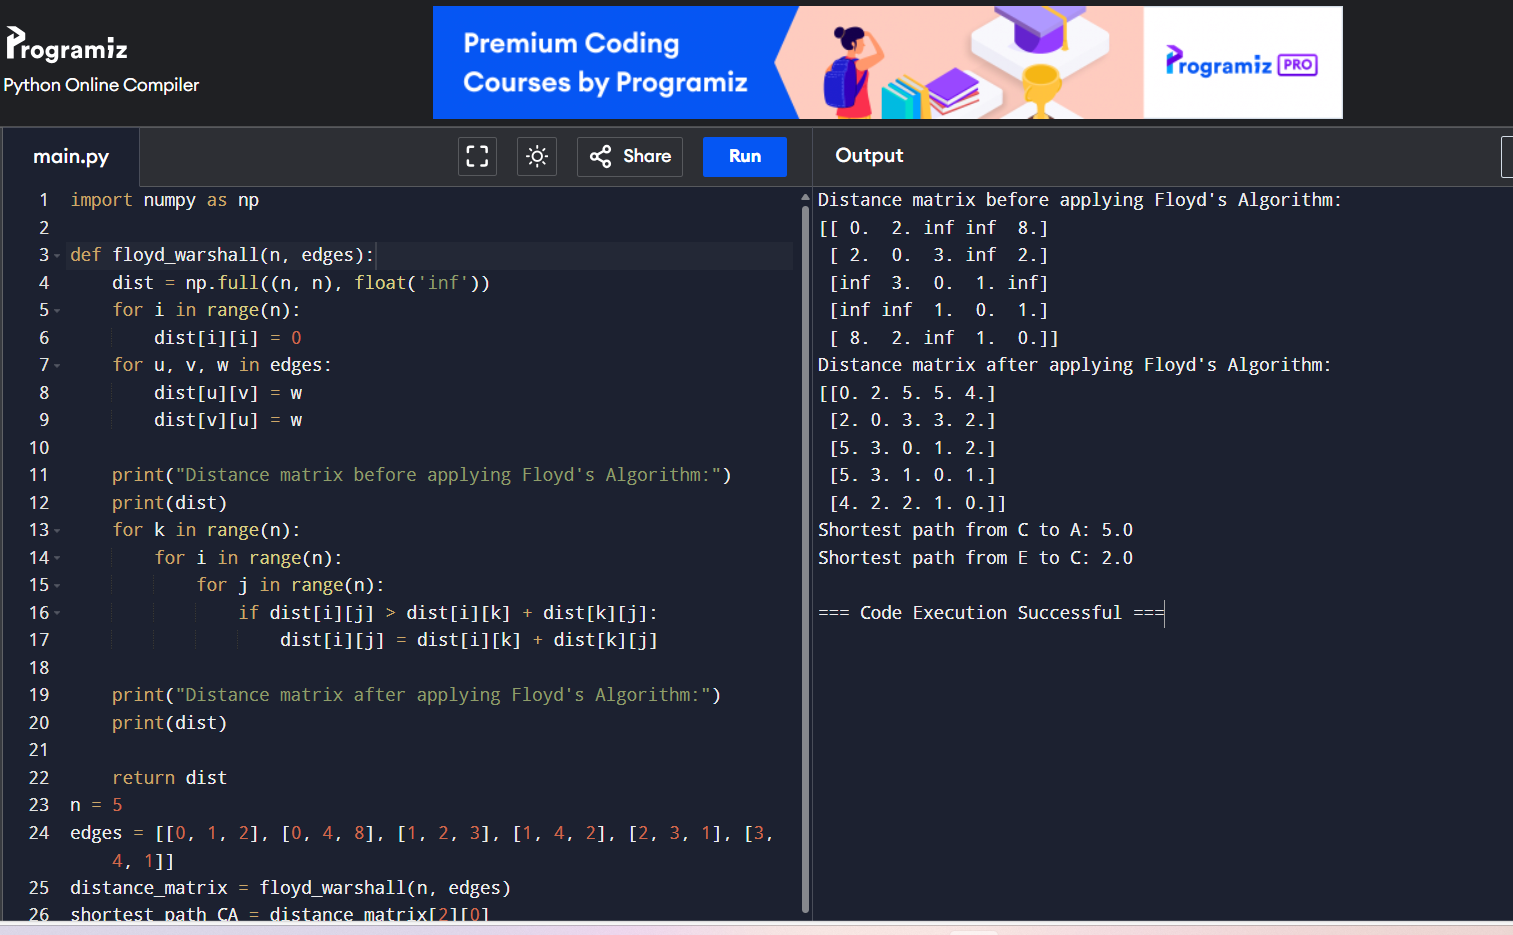 Programiz
Python Online Compiler
Premium Coding
Courses by Programiz
Programiz PRO
main.py
Share
Run
Output
1 import numpy as np
2
3 def floyd_warshall(n, edges):
4     dist = np.full((n, n), float('inf'))
5     for i in range(n):
6         dist[i][i] = 0
7     for u, v, w in edges:
8         dist[u][v] = w
9         dist[v][u] = w
10
11     print("Distance matrix before applying Floyd's Algorithm:")
12     print(dist)
13     for k in range(n):
14         for i in range(n):
15             for j in range(n):
16                 if dist[i][j] > dist[i][k] + dist[k][j]:
17                     dist[i][j] = dist[i][k] + dist[k][j]
18
19     print("Distance matrix after applying Floyd's Algorithm:")
20     print(dist)
21
22     return dist
23 n = 5
24 edges = [[0, 1, 2], [0, 4, 8], [1, 2, 3], [1, 4, 2], [2, 3, 1], [3,
    4, 1]]
25 distance_matrix = floyd_warshall(n, edges)
26 shortest_path_CA = distance_matrix[2][0]
Distance matrix before applying Floyd's Algorithm:
[[ 0.  2. inf inf  8.]
 [ 2.  0.  3. inf  2.]
 [inf  3.  0.  1. inf]
 [inf inf  1.  0.  1.]
 [ 8.  2. inf  1.  0.]]
Distance matrix after applying Floyd's Algorithm:
[[0. 2. 5. 5. 4.]
 [2. 0. 3. 3. 2.]
 [5. 3. 0. 1. 2.]
 [5. 3. 1. 0. 1.]
 [4. 2. 2. 1. 0.]]
Shortest path from C to A: 5.0
Shortest path from E to C: 2.0

=== Code Execution Successful ===